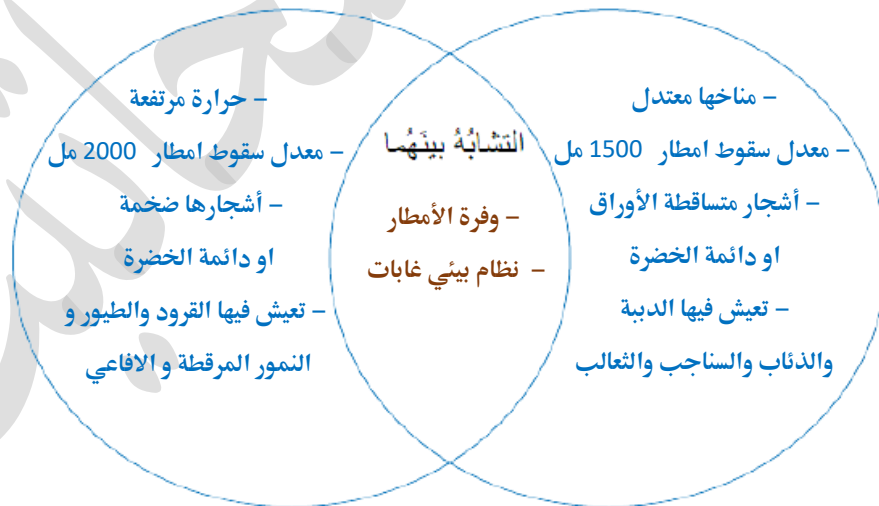 - مناخها معتدل
- معدل سقوط امطار 1500 مل
- أشجار متساقطة الأوراق
او دائمة الخضرة
- تعيش فيها الدببة
والذئاب والسناجب والثعالب
التشابُهُ بينَهُما
- وفرة الأمطار
- نظام بيئي غابات
- حرارة مرتفعة
- معدل سقوط امطار 2000 مل
- أشجارها ضخمة
او دائمة الخضرة
- تعيش فيها القرود والطيور و
النمور المرقطة و الافاعي